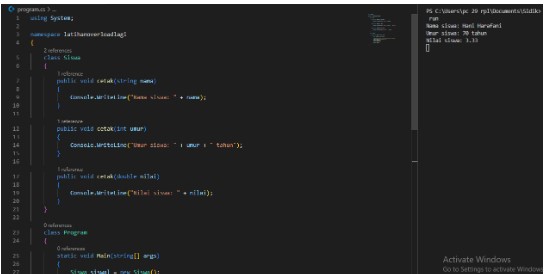 program.cs > ...
1 using System;
2
3 namespace latihanoverloadlagi
4 {
2 references
5 class Siswa
6 {
1 reference
7 public void cetak(string nama)
8 {
9 Console.WriteLine("Nama siswa: " + nama);
10 }
11
1 reference
12 public void cetak(int umur)
13 {
14 Console.WriteLine("Umur siswa: " + umur + " tahun");
15 }
16
1 reference
17 public void cetak(double nilai)
18 {
19 Console.WriteLine("Nilai siswa: " + nilai);
20 }
21 }
22
0 references
23 class Program
24 {
0 references
25 static void Main(string[] args)
26 {
27 Siswa siswa1 = new Siswa();
PS C:\Users\pc 29 rpl\Documents\
run
Nama siswa: Hani
Umur siswa: 70 tahun
Nilai siswa: 3.33
Activate Windows
Go to Settings to activate Windows